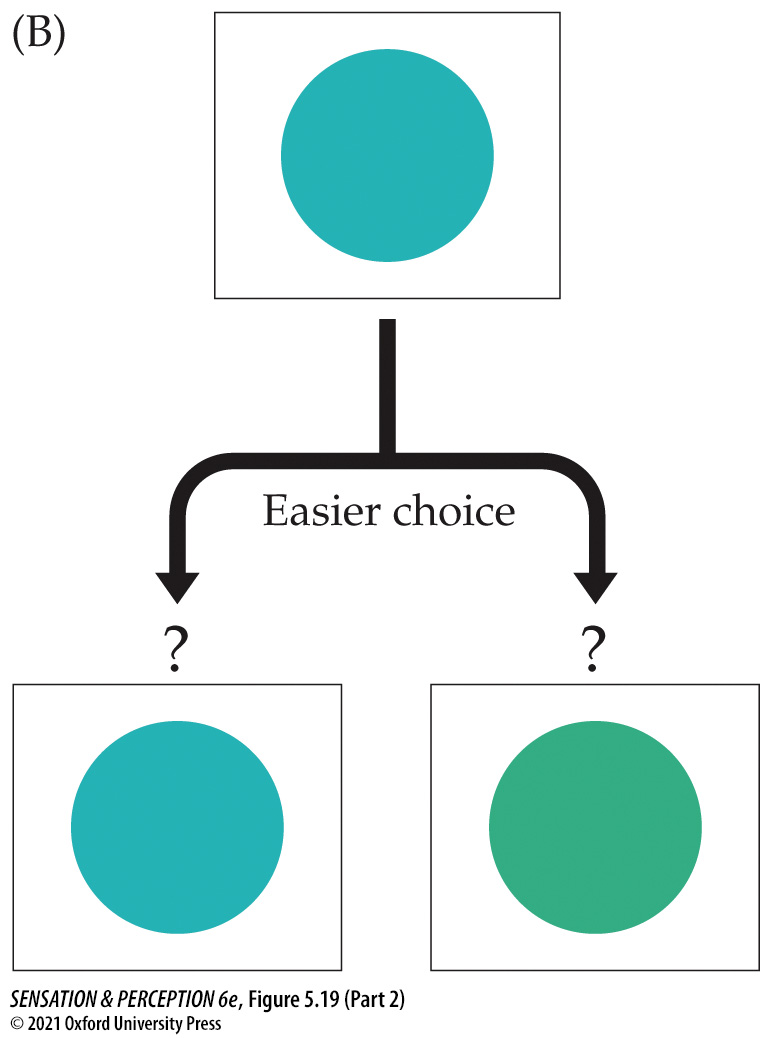 (B)
Easier choice
? ?
SENSATION & PERCEPTION 6e, Figure 5.19 (Part 2)
© 2021 Oxford University Press